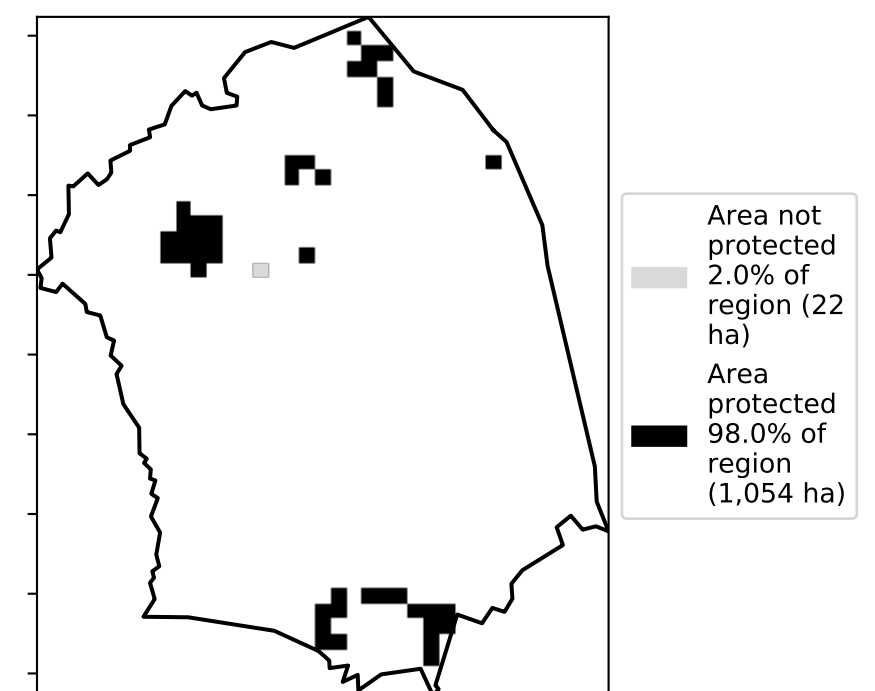 Area not
protected
2.0% of
region (22
ha)
Area
protected
98.0% of
region
(1,054 ha)